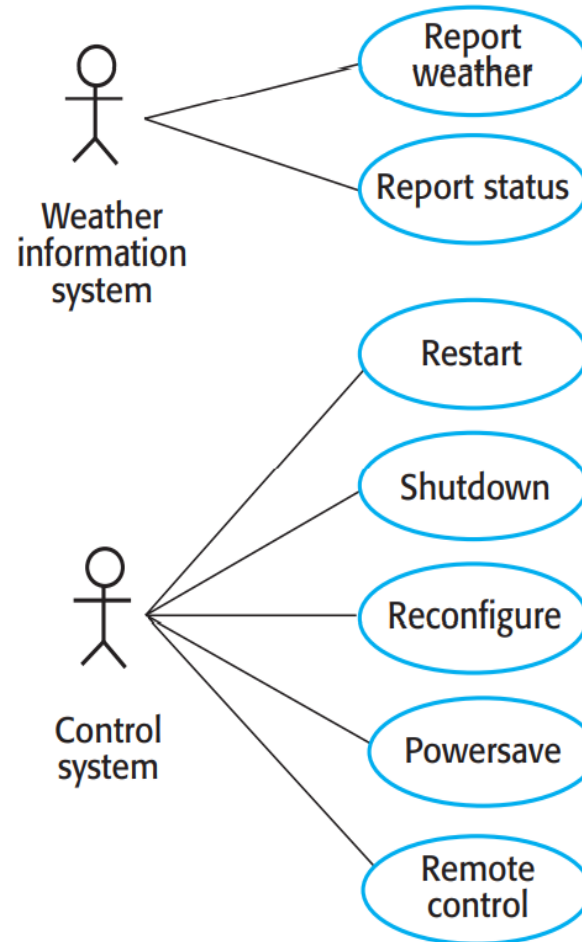 Report
weather
Report status
Weather
information
system
Restart
Shutdown
Reconfigure
Control
system
Powersave
Remote
control